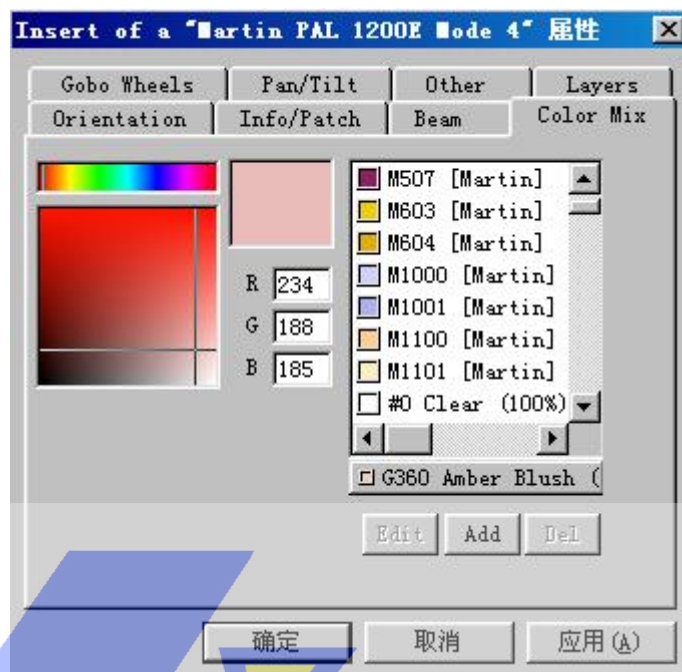 Insert of a "Martin PAL 1200E Mode 4" 属性
Gobo Wheels Pan/Tilt Other Layers
Orientation Info/Patch Beam Color Mix
M507 [Martin]
M603 [Martin]
M604 [Martin]
M1000 [Martin]
M1001 [Martin]
M1100 [Martin]
M1101 [Martin]
#0 Clear (100%)
R 234
G 188
B 185
G360 Amber Blush (
Edit Add Del
确定 取消 应用(A)